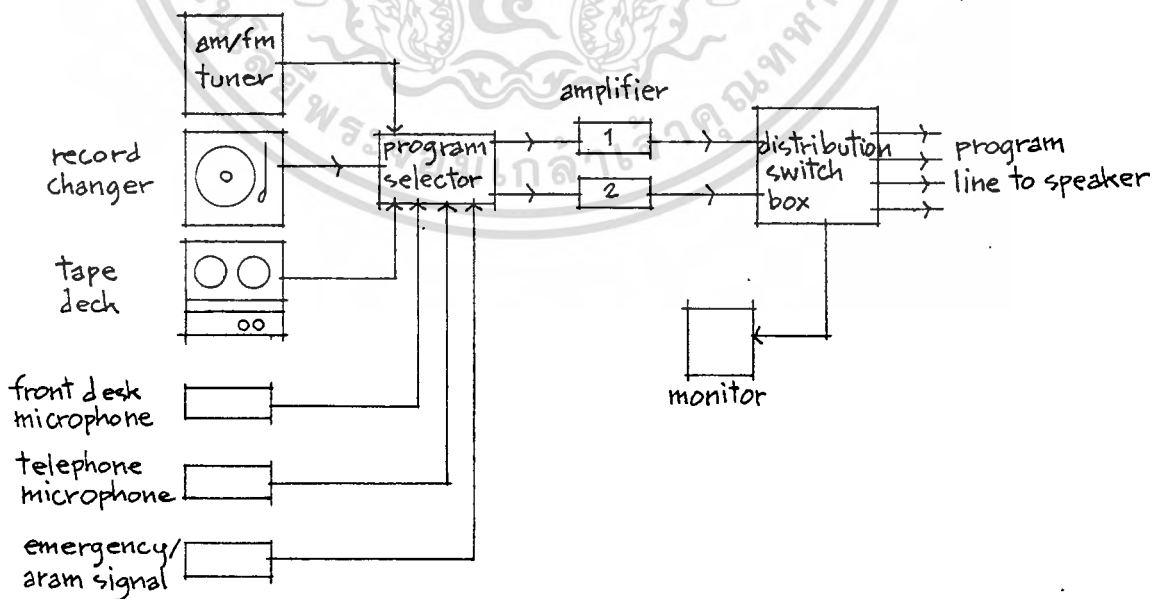 am/fm
tuner
amplifier
record
changer
program
selector
1
2
distribution
switch
box
program
line to speaker
tape
deck
monitor
front desk
microphone
telephone
microphone
emergency/
aram signal